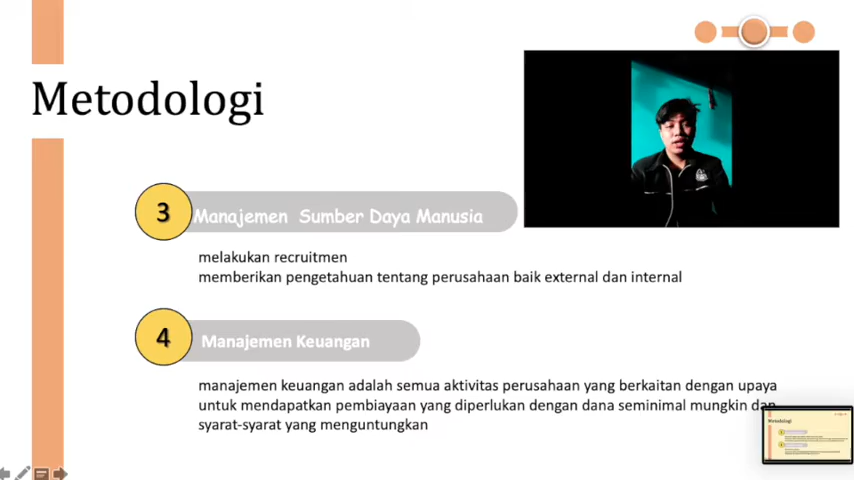 Metodologi
3
Manajemen Sumber Daya Manusia
melakukan recruitmen
memberikan pengetahuan tentang perusahaan baik external dan internal
4
Manajemen Keuangan
manajemen keuangan adalah semua aktivitas perusahaan yang berkaitan dengan upaya
untuk mendapatkan pembiayaan yang diperlukan dengan dana seminimal mungkin dan
syarat-syarat yang menguntungkan
Metodologi